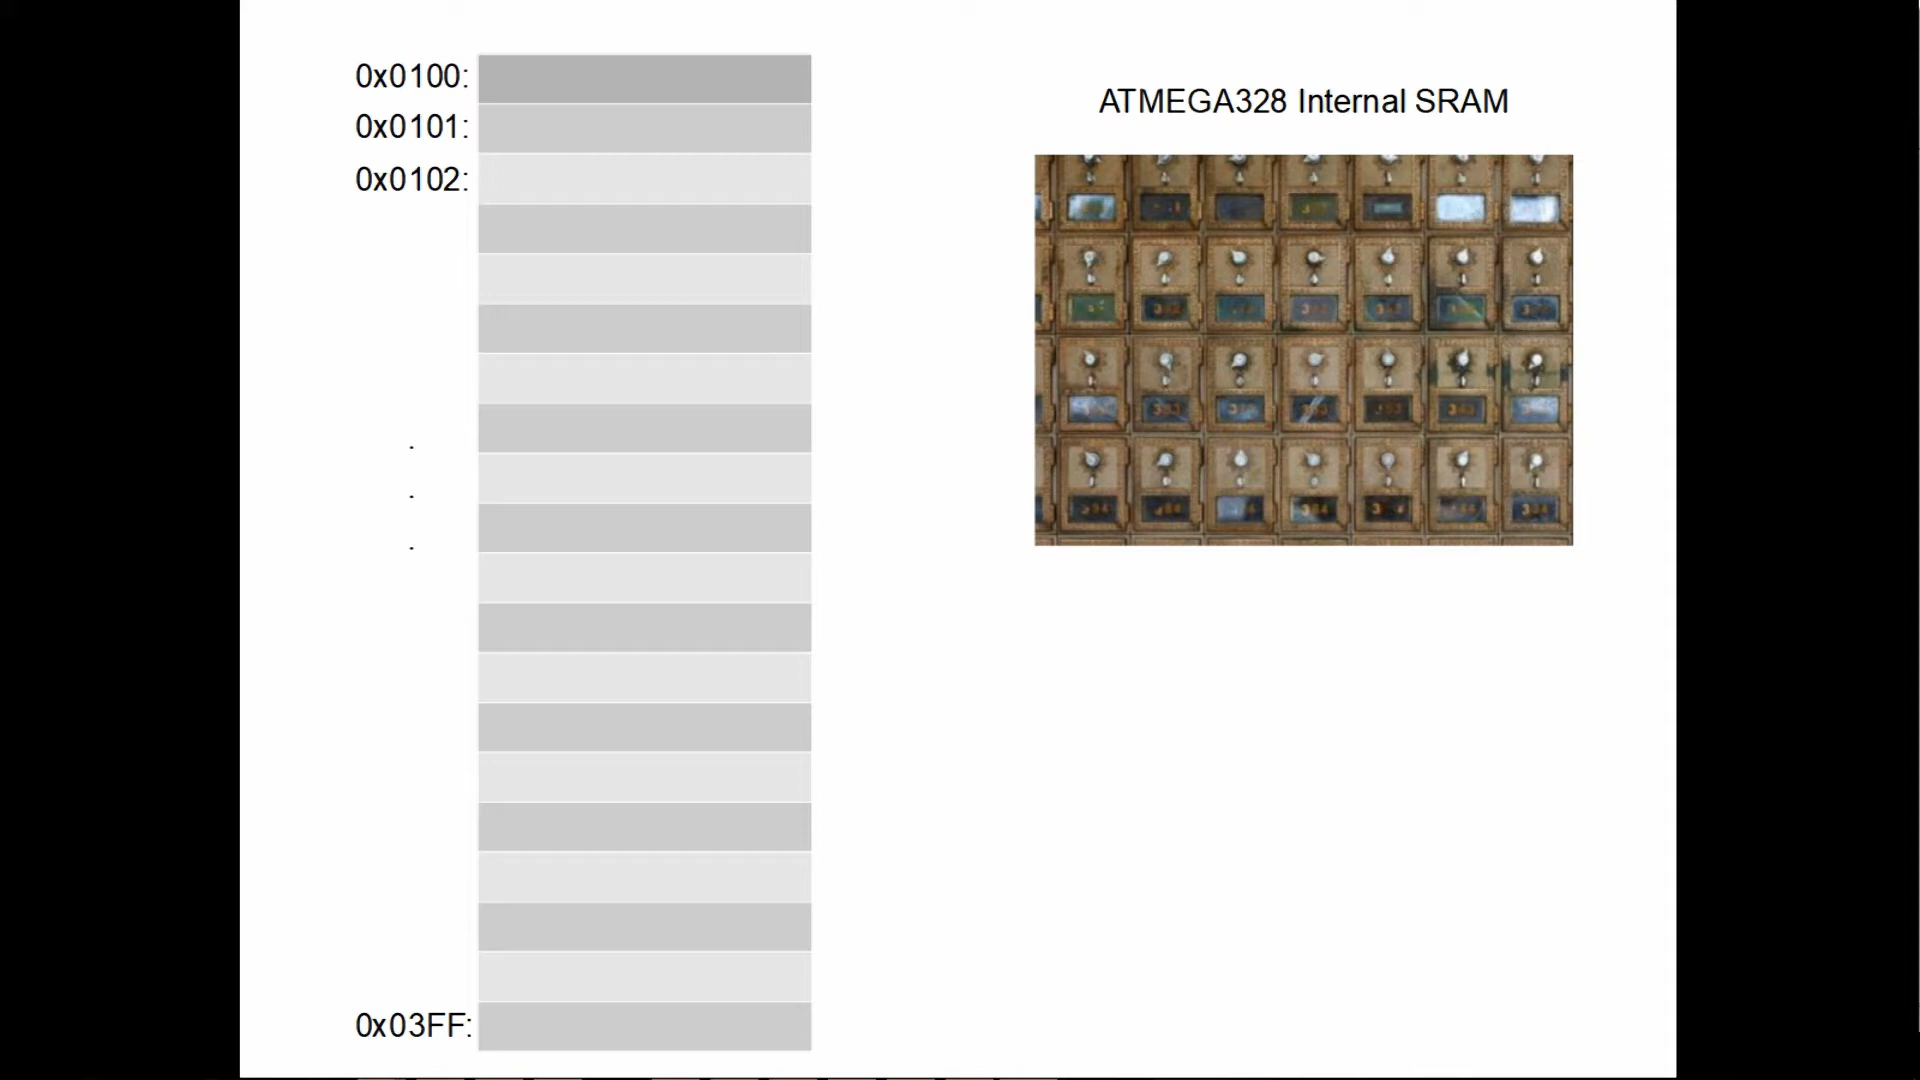 0x0100:
0x0101:
0x0102:
.
.
.
0x03FF:
ATMEGA328 Internal SRAM